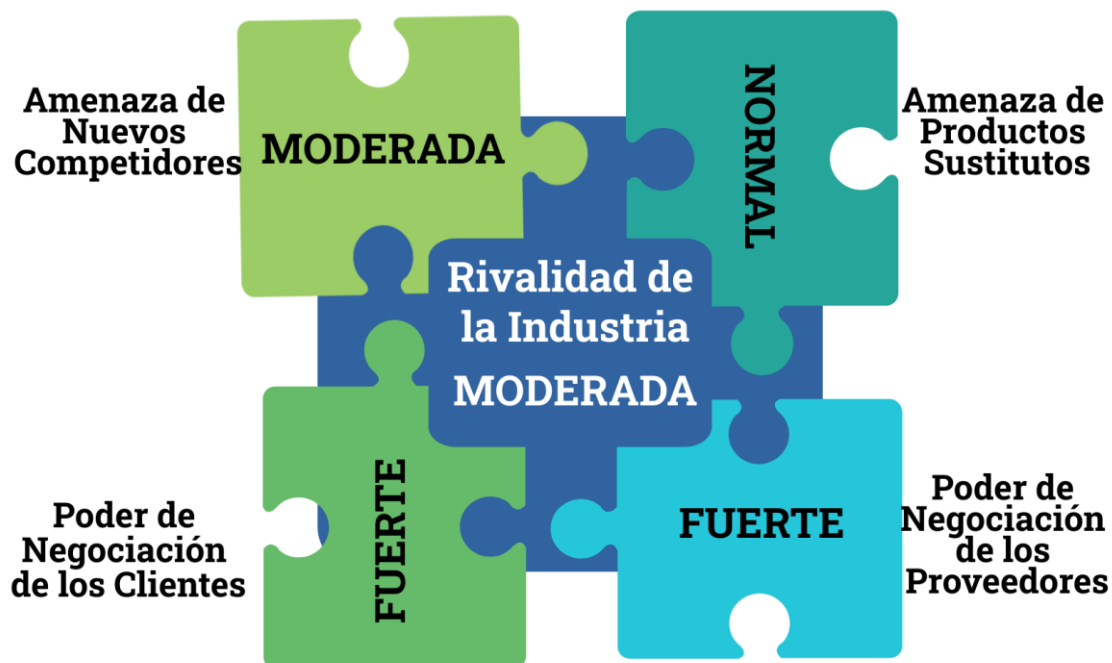 Amenaza de
Nuevos
Competidores
MODERADA
NORMAL
Amenaza de
Productos
Sustitutos
Rivalidad de
la Industria
MODERADA
Poder de
Negociación
de los Clientes
FUERTE
FUERTE
Poder de
Negociación
de los
Proveedores